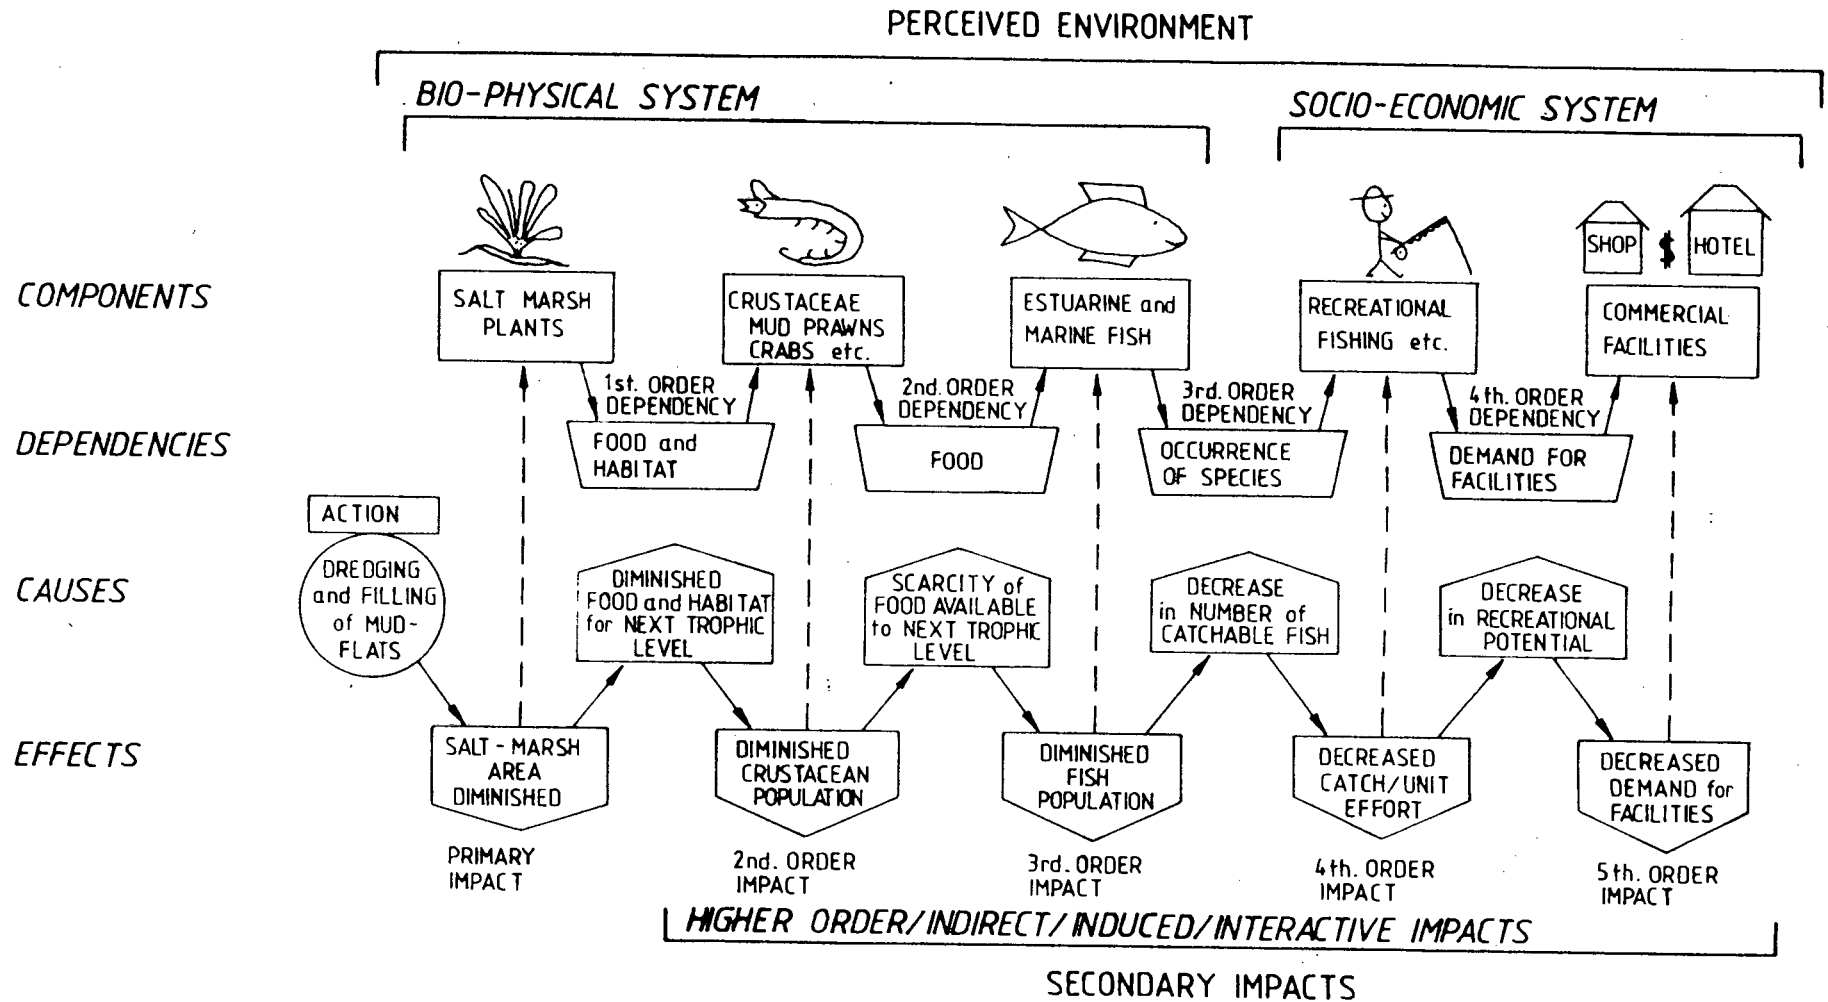 PERCEIVED ENVIRONMENT
BIO-PHYSICAL SYSTEM
SOCIO-ECONOMIC SYSTEM
SHOP
$
HOTEL
COMPONENTS
SALT MARSH
PLANTS
CRUSTACEAE
MUD PRAWNS
CRABS etc.
ESTUARINE and
MARINE FISH
RECREATIONAL
FISHING etc.
COMMERCIAL
FACILITIES
1st. ORDER
DEPENDENCY
2nd. ORDER
DEPENDENCY
3rd. ORDER
DEPENDENCY
4th. ORDER
DEPENDENCY
DEPENDENCIES
FOOD and
HABITAT
FOOD
OCCURRENCE
OF SPECIES
DEMAND FOR
FACILITIES
ACTION
CAUSES
DREDGING
and FILLING
of MUD-
FLATS
DIMINISHED
FOOD and HABITAT
for NEXT TROPHIC
LEVEL
SCARCITY of
FOOD AVAILABLE
to NEXT TROPHIC
LEVEL
DECREASE
in NUMBER of
CATCHABLE FISH
DECREASE
in RECREATIONAL
POTENTIAL
EFFECTS
SALT-MARSH
AREA
DIMINISHED
DIMINISHED
CRUSTACEAN
POPULATION
DIMINISHED
FISH
POPULATION
DECREASED
CATCH/UNIT
EFFORT
DECREASED
DEMAND for
FACILITIES
PRIMARY
IMPACT
2nd. ORDER
IMPACT
3rd. ORDER
IMPACT
4th. ORDER
IMPACT
5th. ORDER
IMPACT
HIGHER ORDER/INDIRECT/INDUCED/INTERACTIVE IMPACTS
SECONDARY IMPACTS